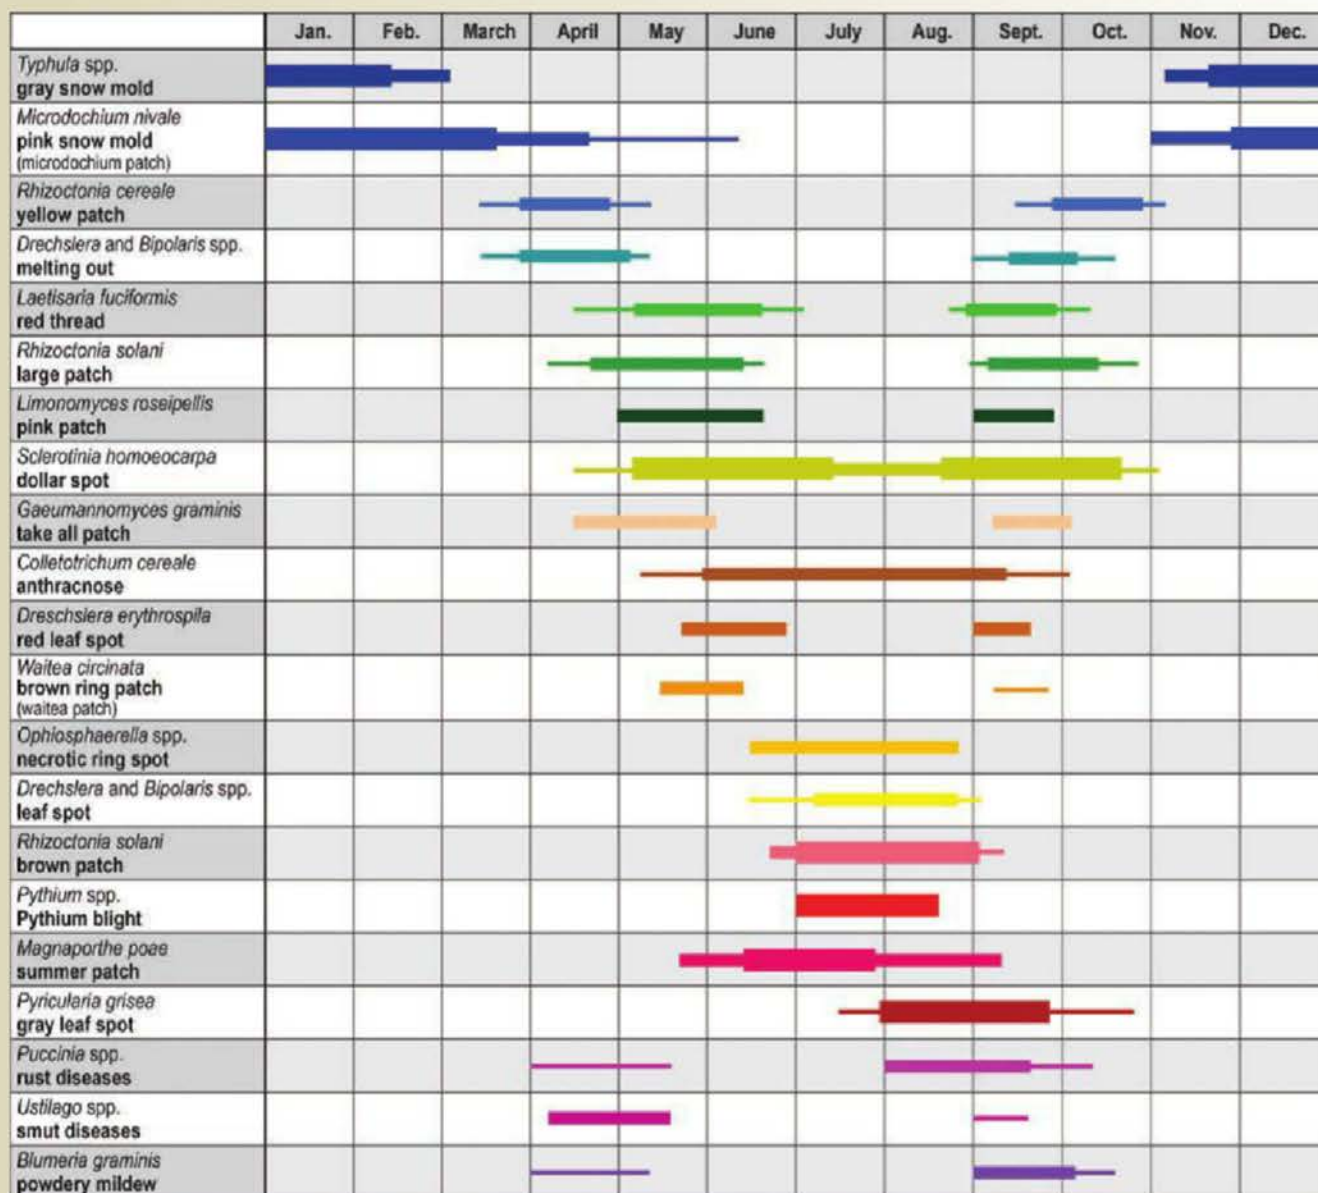 Jan. Feb. March April May June July Aug. Sept. Oct. Nov. Dec.
Typhula spp.
gray snow mold
Microdochium nivale
pink snow mold
(microdochium patch)
Rhizoctonia cereale
yellow patch
Drechslera and Bipolaris spp.
melting out
Laetisaria fuciformis
red thread
Rhizoctonia solani
large patch
Limonomyces roseipellis
pink patch
Sclerotinia homoeocarpa
dollar spot
Gaeumannomyces graminis
take all patch
Colletotrichum cereale
anthracnose
Dreschslera erythrospila
red leaf spot
Waitea circinata
brown ring patch
(waitea patch)
Ophiosphaerella spp.
necrotic ring spot
Drechslera and Bipolaris spp.
leaf spot
Rhizoctonia solani
brown patch
Pythium spp.
Pythium blight
Magnaporthe poae
summer patch
Pyricularia grisea
gray leaf spot
Puccinia spp.
rust diseases
Ustilago spp.
smut diseases
Blumeria graminis
powdery mildew